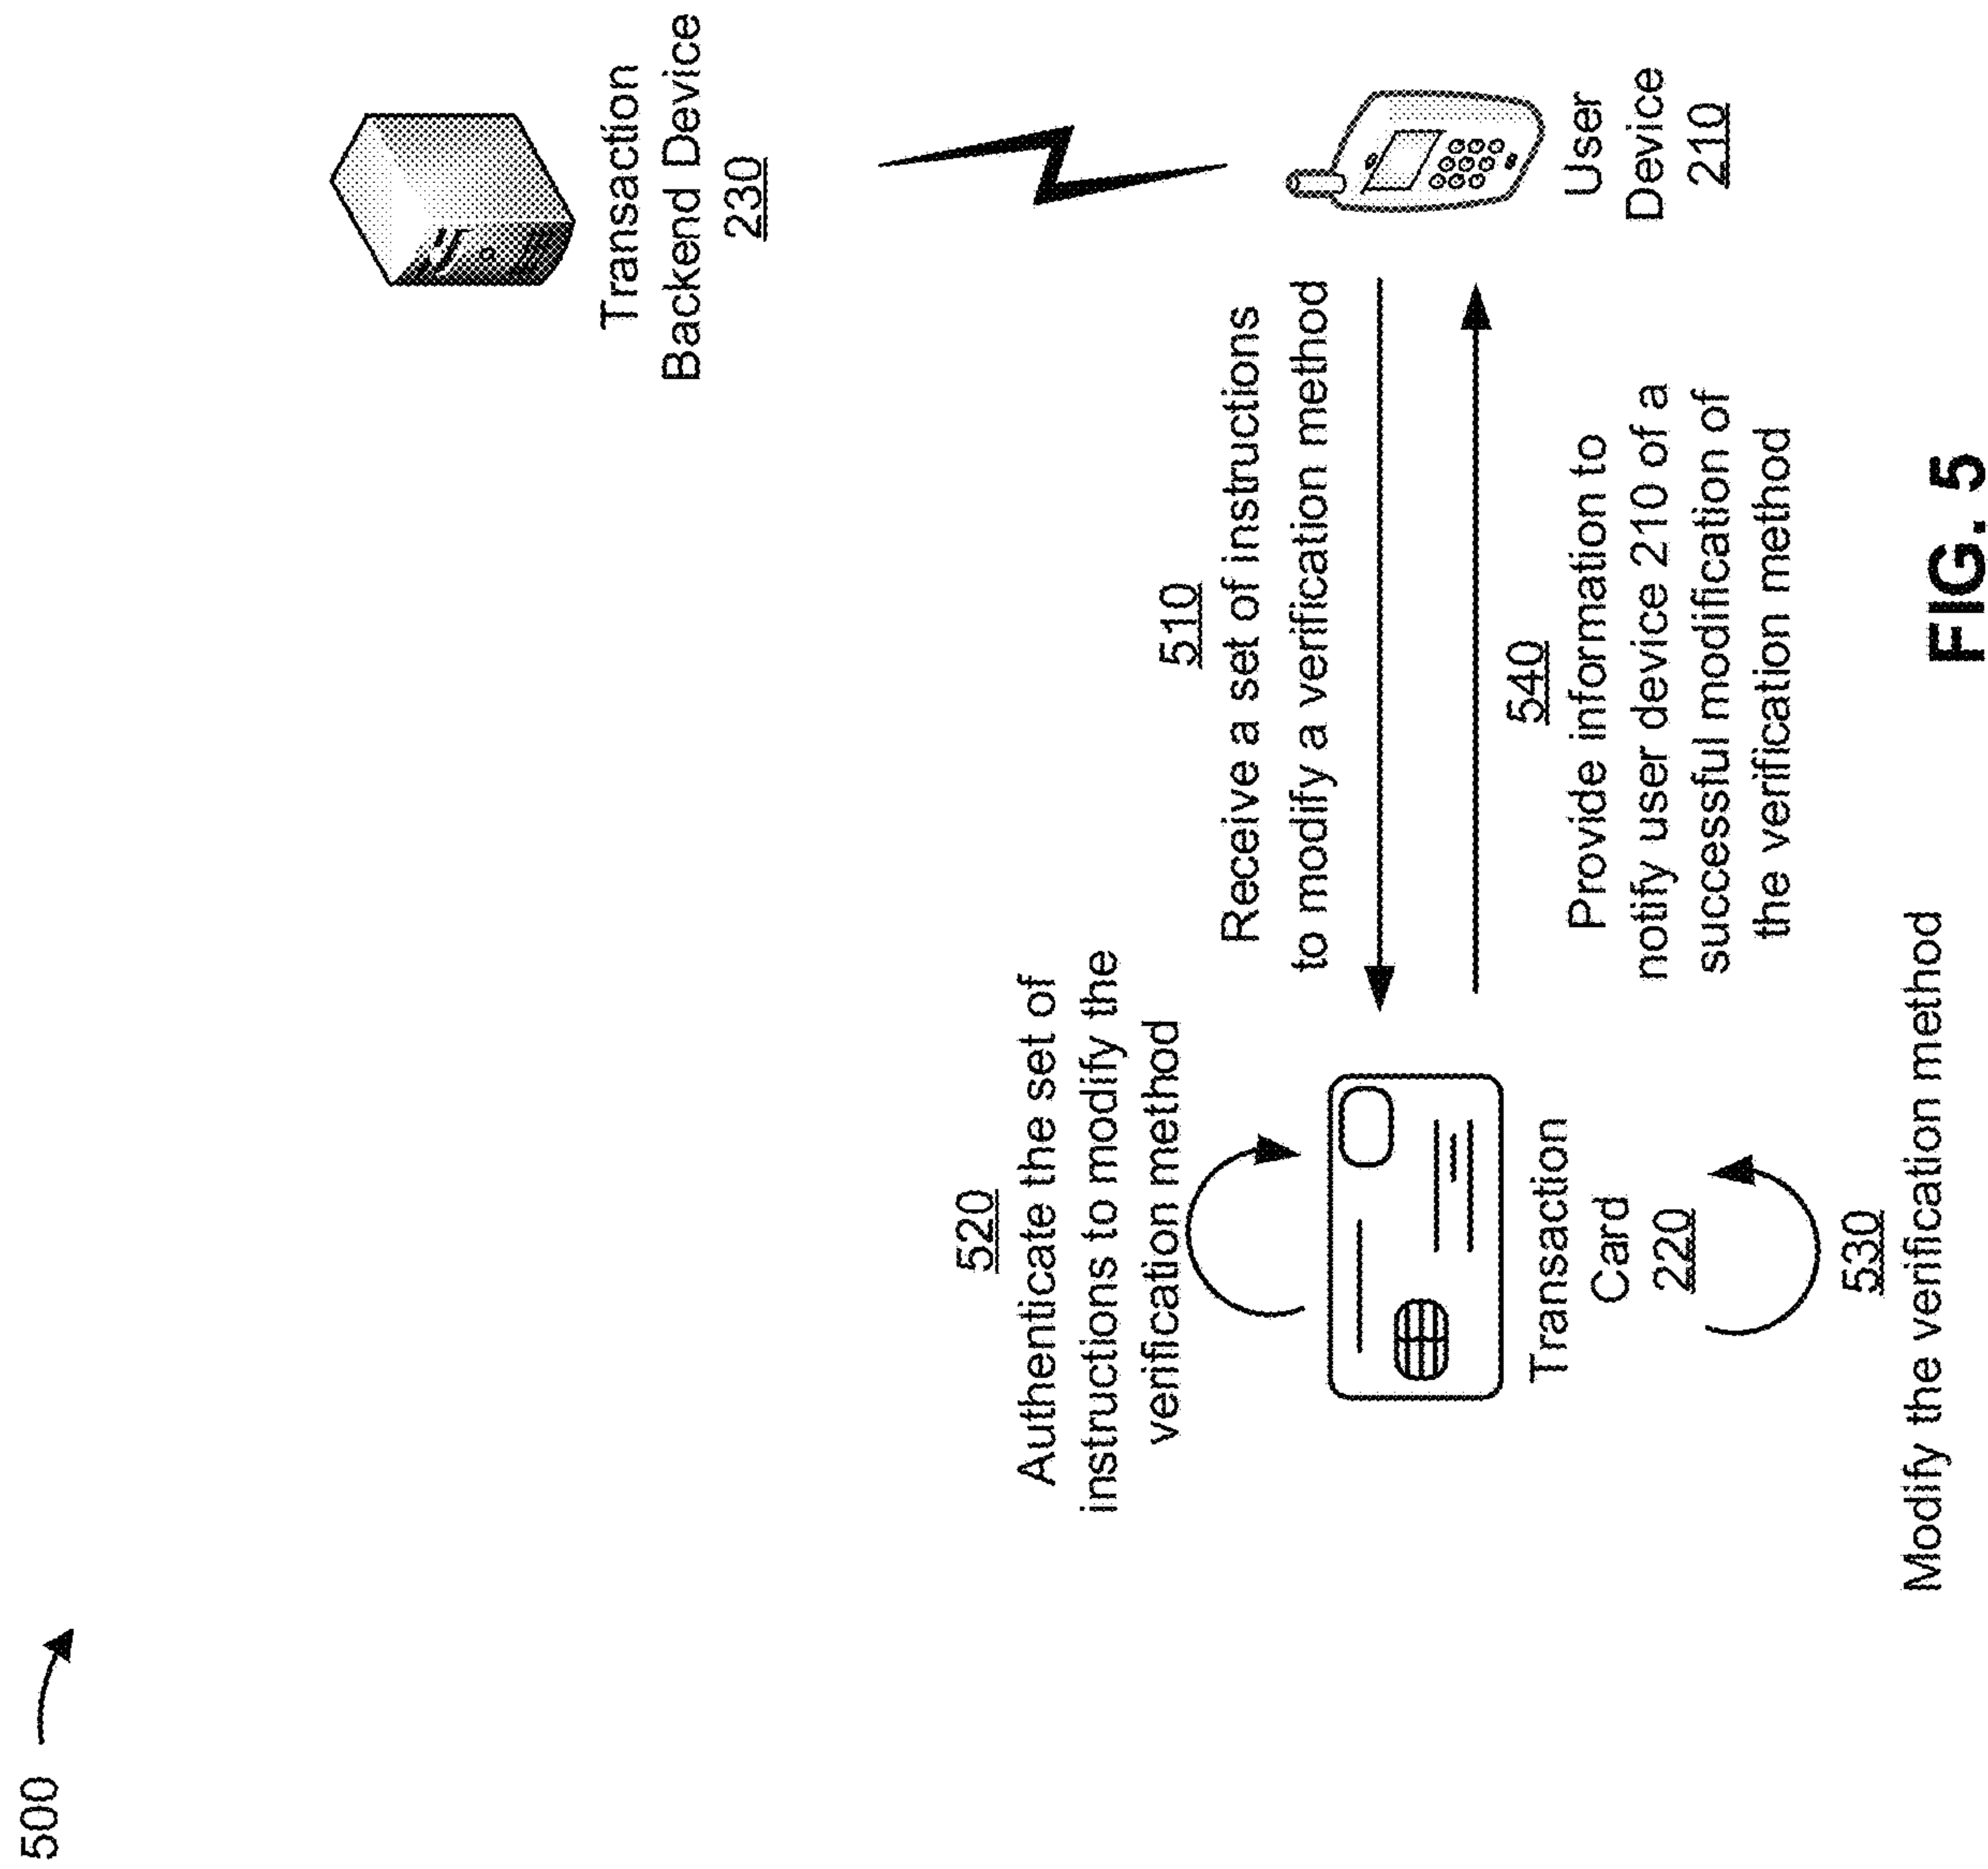 500
Transaction
Backend Device
230
520
Authenticate the set of
instructions to modify the
verification method
510
Receive a set of instructions
to modify a verification method
Transaction
Card
220
User
Device
210
540
Provide information to
notify user device 210 of a
successful modification of
the verification method
530
Modify the verification method
FIG. 5